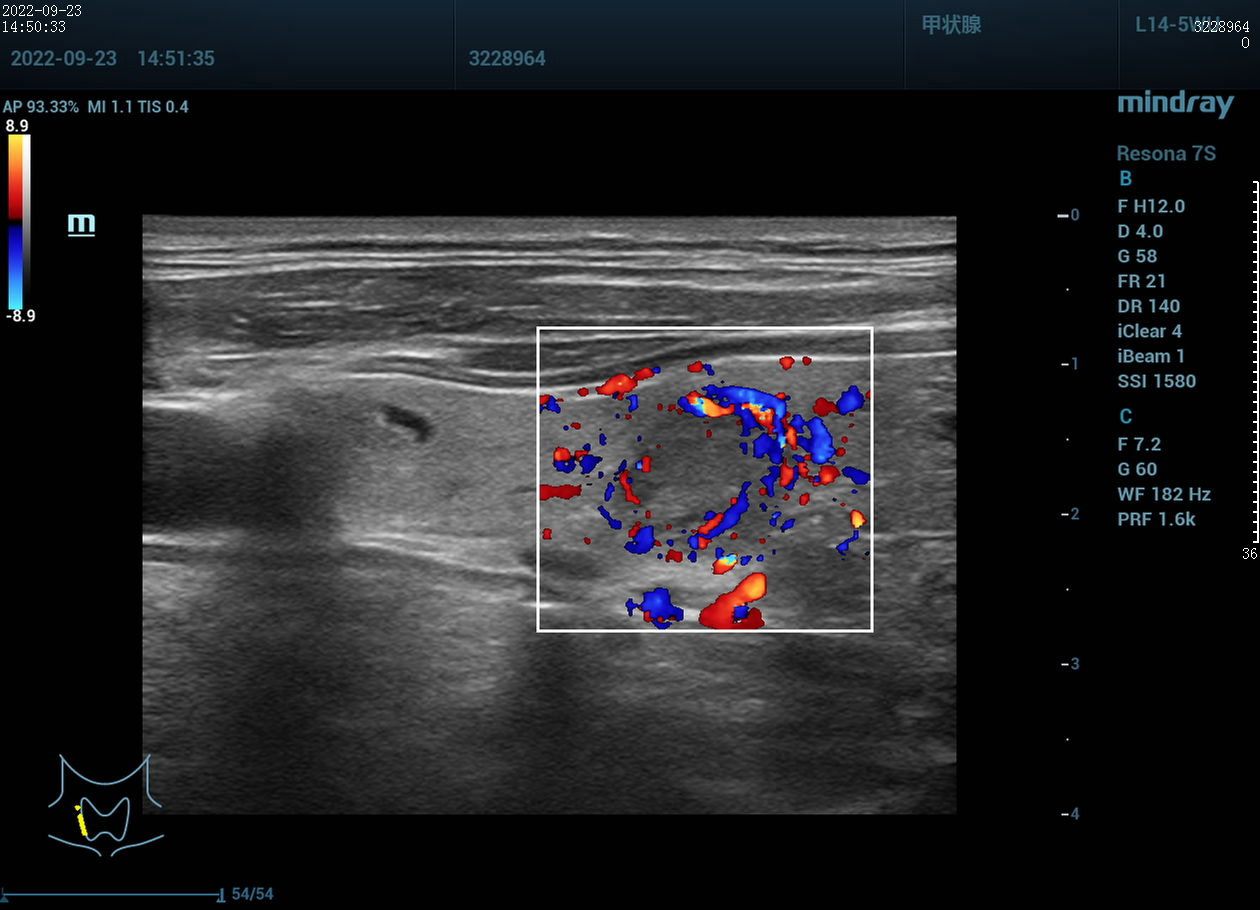 2022-09-23
14:50:33
2022-09-23 14:51:35
3228964
甲状腺
L14-5WU
3228964
0
AP 93.33% MI 1.1 TIS 0.4
8.9
-8.9
m
mindray
Resona 7S
B
F H12.0
D 4.0
G 58
FR 21
DR 140
iClear 4
iBeam 1
SSI 1580
C
F 7.2
G 60
WF 182 Hz
PRF 1.6k
0
1
2
3
4
36
54/54